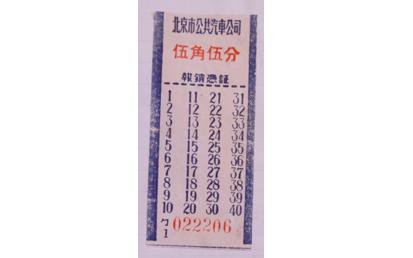 北京市公共汽車公司
伍角伍分
報銷憑証
1 11 21 31
2 12 22 32
3 13 23 33
4 14 24 34
5 15 25 35
6 16 26 36
7 17 27 37
8 18 28 38
9 19 29 39
10 20 30 40
ㄅ
1 022206